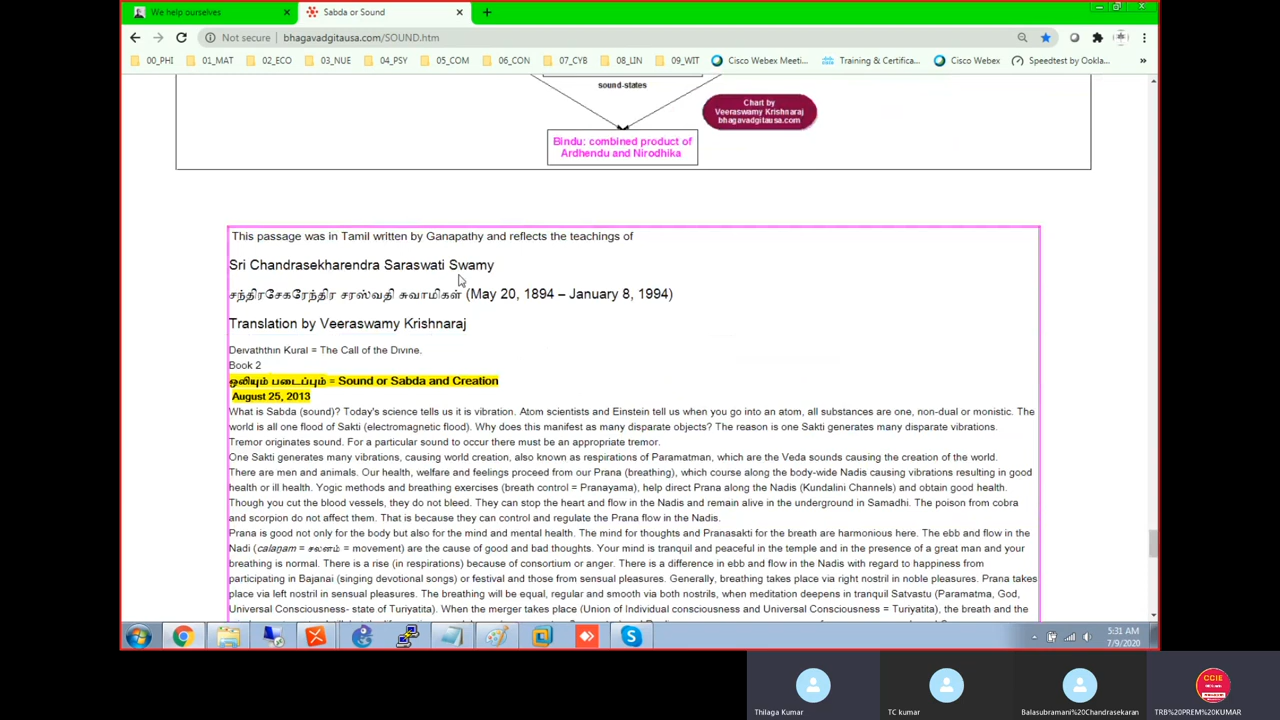 We help ourselves
Sabda or Sound
Not secure
bhagavadgitausa.com/SOUND.htm
00_PHI 01_MAT 02_ECO 03_NUE 04_PSY 05_COM 06_CON 07_CYB 08_LIN 09_WIT Cisco Webex Meeti... Training & Certifica... Cisco Webex Speedtest by Ookla...
sound-states
Chart by
Veeraswamy Krishnaraj
bhagavadgitausa.com
Bindu: combined product of
Ardhendu and Nirodhika
This passage was in Tamil written by Ganapathy and reflects the teachings of
Sri Chandrasekharendra Saraswati Swamy
சந்திரசேகரேந்திர சரஸ்வதி சுவாமிகள் (May 20, 1894 – January 8, 1994)
Translation by Veeraswamy Krishnaraj
Deivaththin Kural = The Call of the Divine.
Book 2
ஒலியும் படைப்பும் = Sound or Sabda and Creation
August 25, 2013
What is Sabda (sound)? Today's science tells us it is vibration. Atom scientists and Einstein tell us when you go into an atom, all substances are one, non-dual or monistic. The
world is all one flood of Sakti (electromagnetic flood). Why does this manifest as many disparate objects? The reason is one Sakti generates many disparate vibrations.
Tremor originates sound. For a particular sound to occur there must be an appropriate tremor.
One Sakti generates many vibrations, causing world creation, also known as respirations of Paramatman, which are the Veda sounds causing the creation of the world.
There are men and animals. Our health, welfare and feelings proceed from our Prana (breathing), which course along the body-wide Nadis causing vibrations resulting in good
health or ill health. Yogic methods and breathing exercises (breath control = Pranayama), help direct Prana along the Nadis (Kundalini Channels) and obtain good health.
Though you cut the blood vessels, they do not bleed. They can stop the heart and flow in the Nadis and remain alive in the underground in Samadhi. The poison from cobra
and scorpion do not affect them. That is because they can control and regulate the Prana flow in the Nadis.
Prana is good not only for the body but also for the mind and mental health. The mind for thoughts and Pranasakti for the breath are harmonious here. The ebb and flow in the
Nadi (calaṉam = சலனம் = movement) are the cause of good and bad thoughts. Your mind is tranquil and peaceful in the temple and in the presence of a great man and your
breathing is normal. There is a rise (in respirations) because of consortium or anger. There is a difference in ebb and flow in the Nadis with regard to happiness from
participating in Bajanai (singing devotional songs) or festival and those from sensual pleasures. Generally, breathing takes place via right nostril in noble pleasures. Prana takes
place via left nostril in sensual pleasures. The breathing will be equal, regular and smooth via both nostrils, when meditation deepens in tranquil Satvastu (Paramatma, God,
Universal Consciousness- state of Turiyatita). When the merger takes place (Union of Individual consciousness and Universal Consciousness = Turiyatita), the breath and the
5:31 AM
7/9/2020
CCIE
Thilaga Kumar
TC kumar
Balasubramani%20Chandrasekaran
TRB%20PREM%20KUMAR